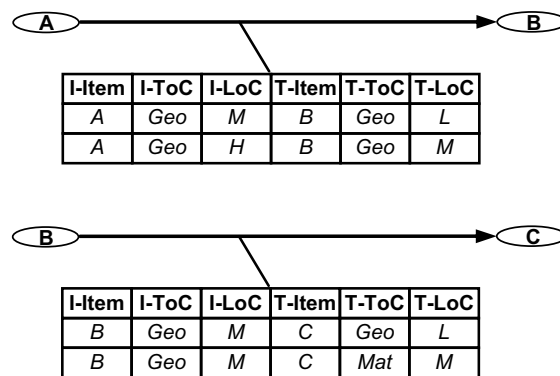 A B
I-Item I-ToC I-LoC T-Item T-ToC T-LoC
A Geo M B Geo L
A Geo H B Geo M
B C
I-Item I-ToC I-LoC T-Item T-ToC T-LoC
B Geo M C Geo L
B Geo M C Mat M